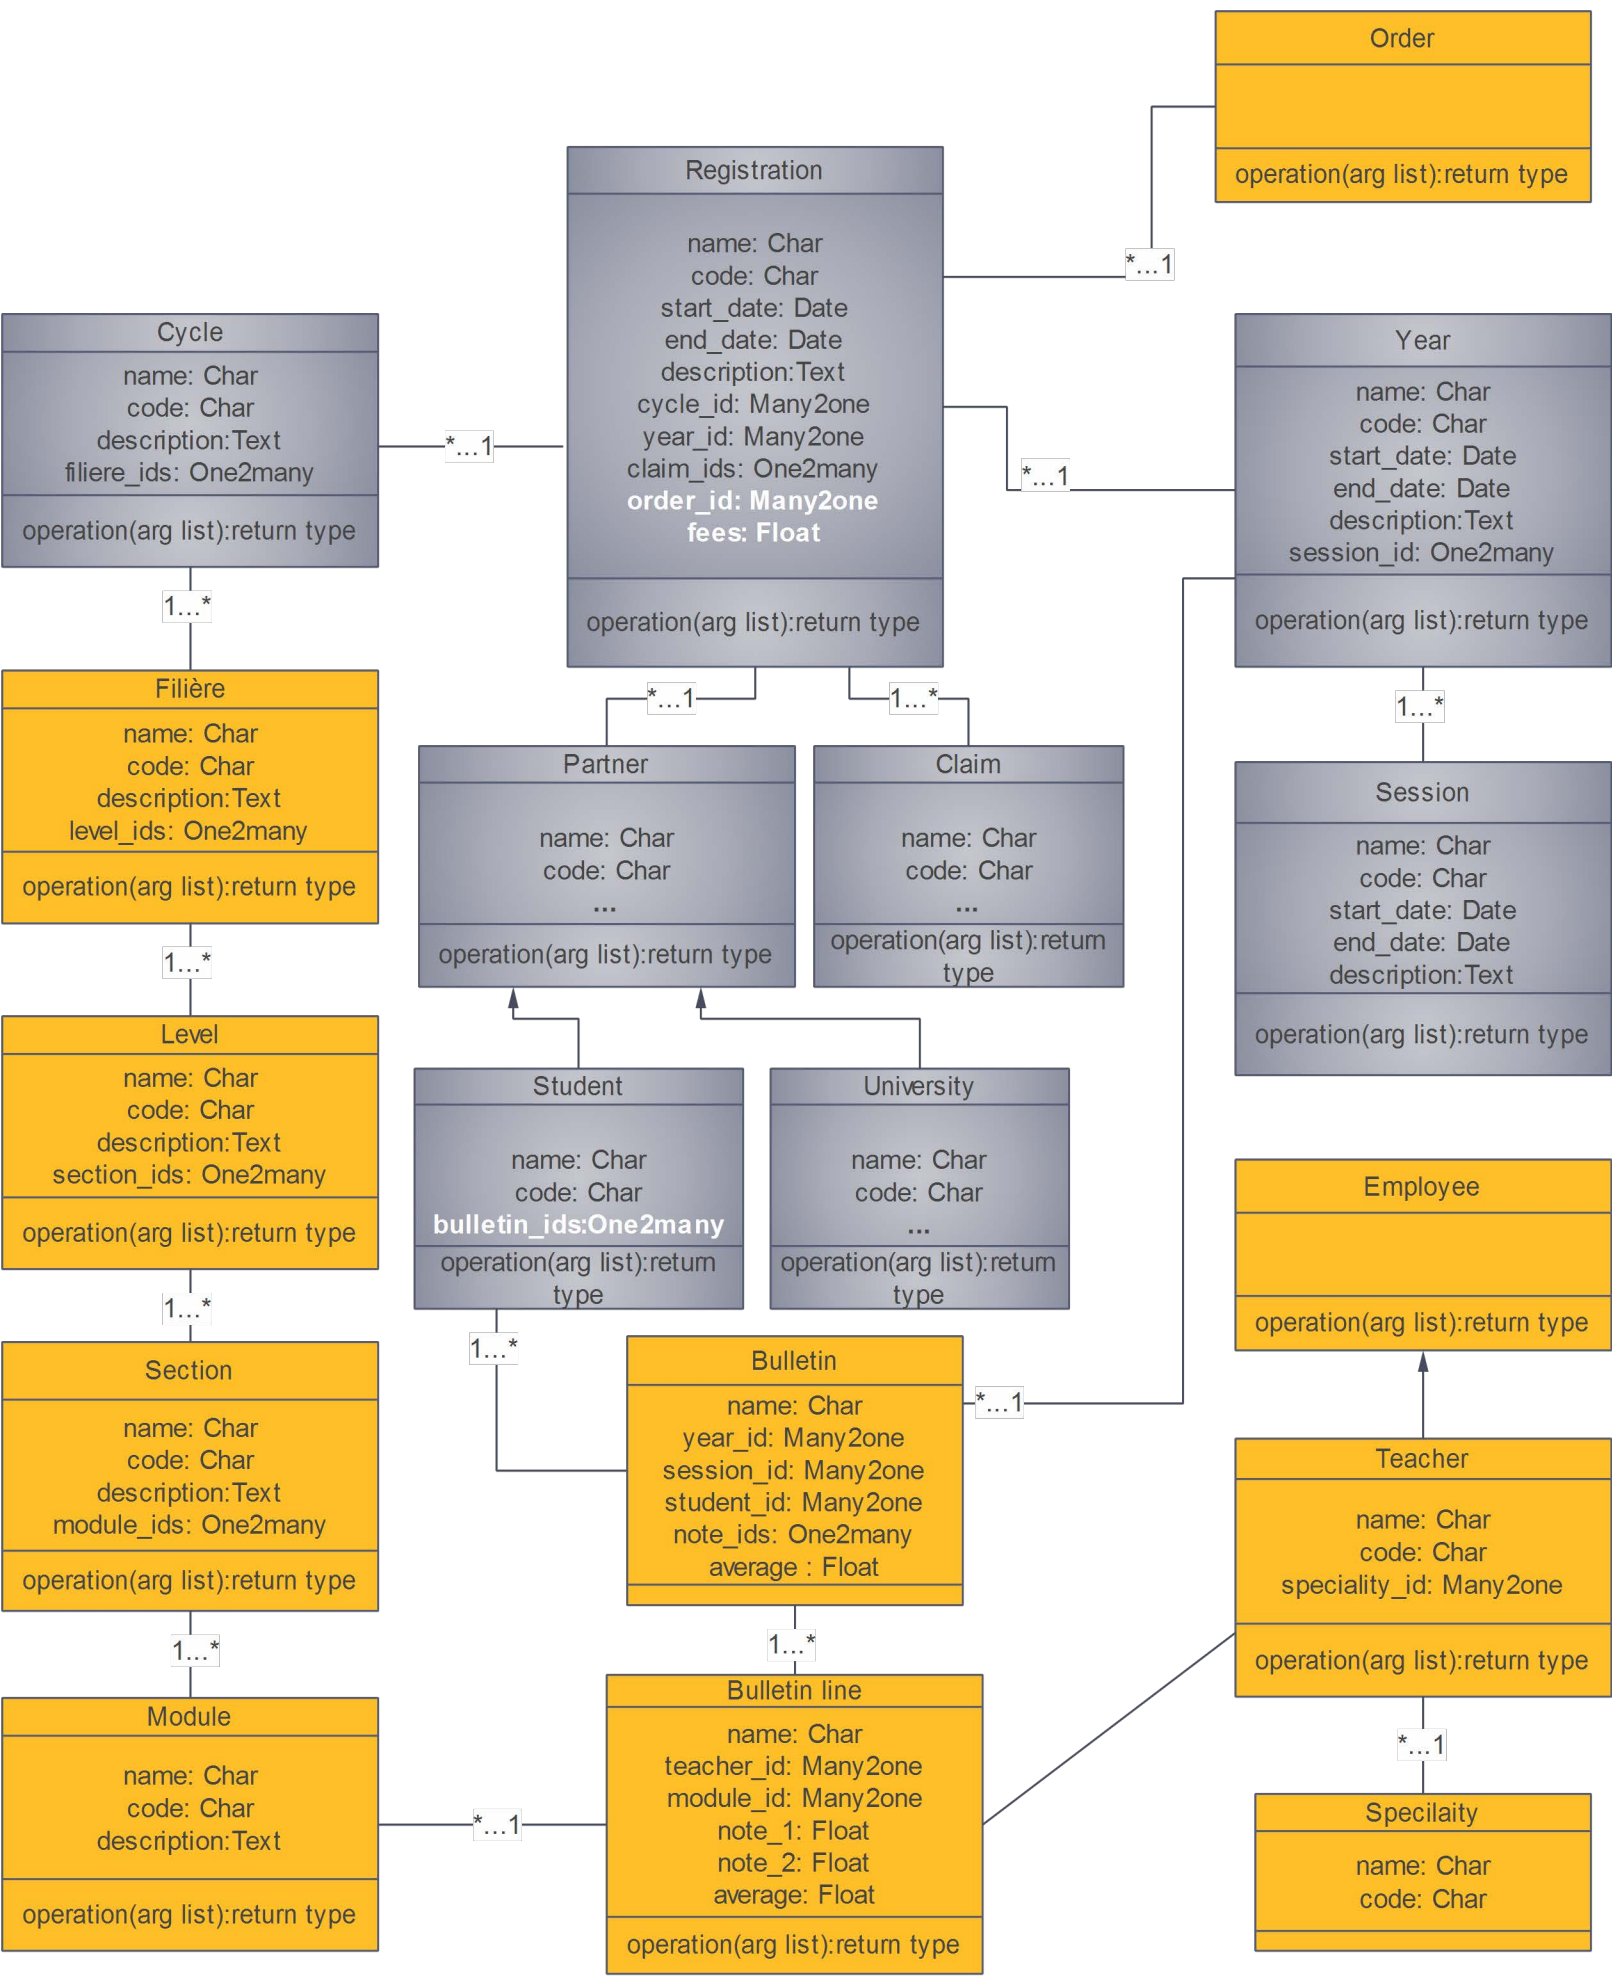 Order
operation(arg list):return type
*...1
Registration
name: Char
code: Char
start_date: Date
end_date: Date
description:Text
cycle_id: Many2one
year_id: Many2one
claim_ids: One2many
order_id: Many2one
fees: Float
operation(arg list):return type
Cycle
name: Char
code: Char
description:Text
filiere_ids: One2many
operation(arg list):return type
*...1
Year
name: Char
code: Char
start_date: Date
end_date: Date
description:Text
session_id: One2many
operation(arg list):return type
*...1
1...*
Filière
name: Char
code: Char
description:Text
level_ids: One2many
operation(arg list):return type
*...1
1...*
Partner
name: Char
code: Char
...
operation(arg list):return type
Claim
name: Char
code: Char
...
operation(arg list):return
type
1...*
Session
name: Char
code: Char
start_date: Date
end_date: Date
description:Text
operation(arg list):return type
1...*
Level
name: Char
code: Char
description:Text
section_ids: One2many
operation(arg list):return type
Student
name: Char
code: Char
bulletin_ids:One2many
operation(arg list):return
type
University
name: Char
code: Char
...
operation(arg list):return
type
Employee
operation(arg list):return type
1...*
Section
name: Char
code: Char
description:Text
module_ids: One2many
operation(arg list):return type
1...*
Bulletin
name: Char
year_id: Many2one
session_id: Many2one
student_id: Many2one
note_ids: One2many
average : Float
*...1
Teacher
name: Char
code: Char
speciality_id: Many2one
operation(arg list):return type
1...*
Module
name: Char
code: Char
description:Text
operation(arg list):return type
*...1
1...*
Bulletin line
name: Char
teacher_id: Many2one
module_id: Many2one
note_1: Float
note_2: Float
average: Float
operation(arg list):return type
*...1
Specilaity
name: Char
code: Char